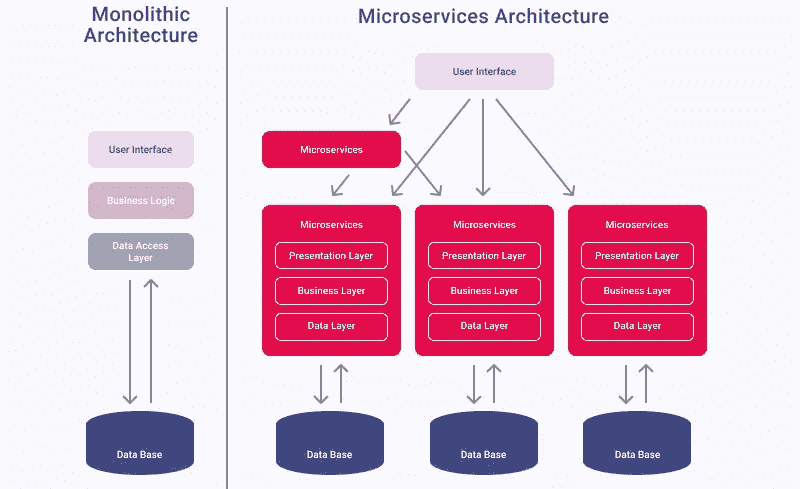 Monolithic
Architecture
User Interface
Business Logic
Data Access
Layer
Data Base
Microservices Architecture
User Interface
Microservices
Microservices
Presentation Layer
Business Layer
Data Layer
Data Base
Microservices
Presentation Layer
Business Layer
Data Layer
Data Base
Microservices
Presentation Layer
Business Layer
Data Layer
Data Base